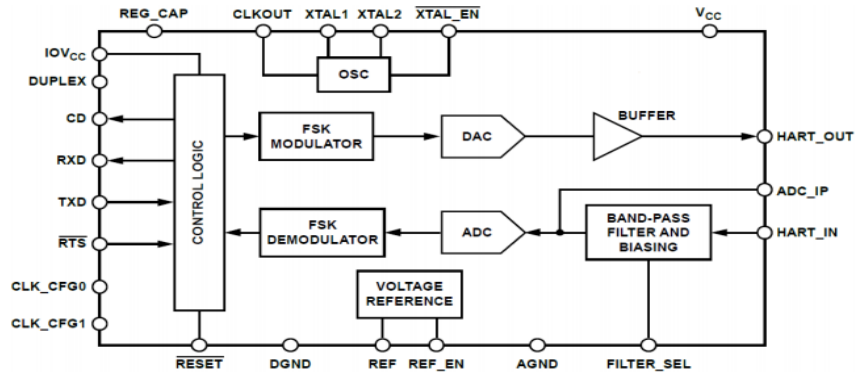 REG_CAP
CLKOUT
XTAL1
XTAL2
XTAL_EN
VCC
IOVCC
DUPLEX
CD
RXD
TXD
RTS
CLK_CFG0
CLK_CFG1
CONTROL LOGIC
OSC
FSK
MODULATOR
DAC
BUFFER
HART_OUT
ADC_IP
FSK
DEMODULATOR
ADC
BAND-PASS
FILTER AND
BIASING
HART_IN
VOLTAGE
REFERENCE
RESET
DGND
REF
REF_EN
AGND
FILTER_SEL